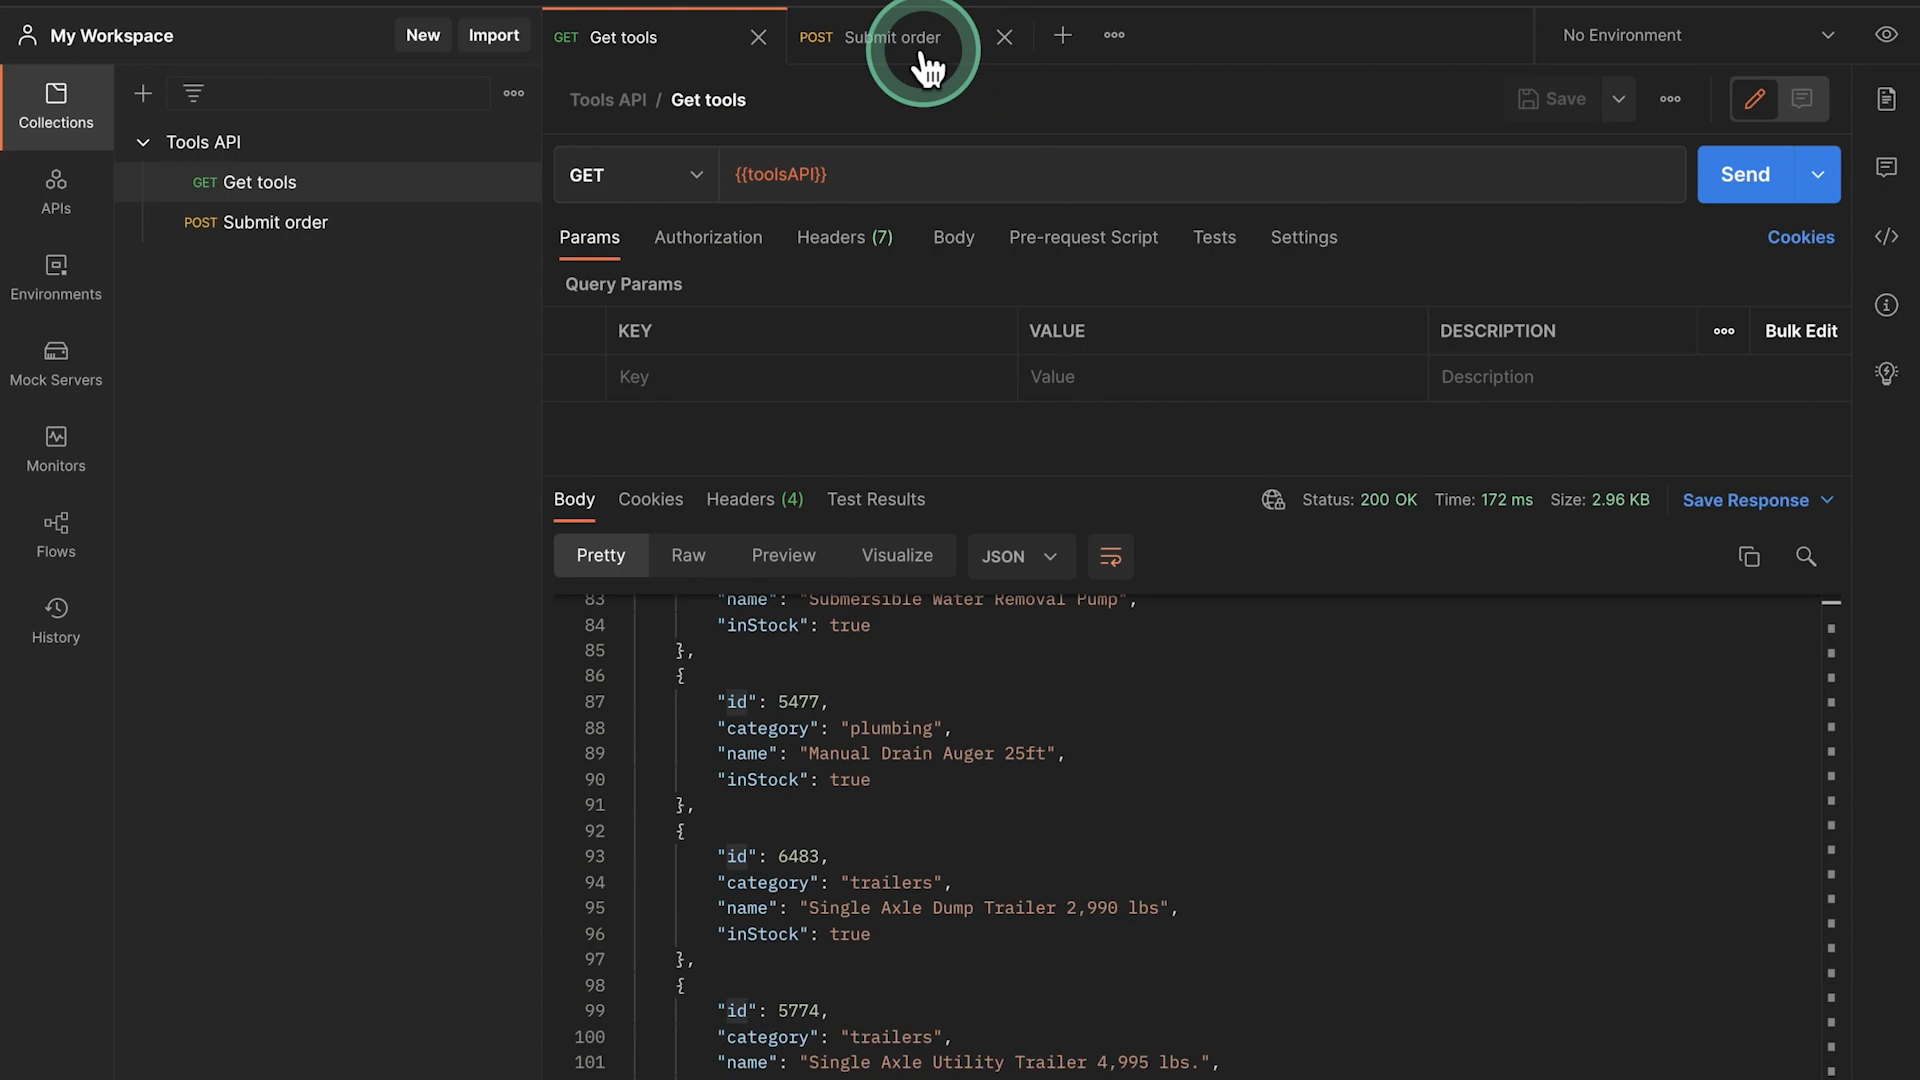 My Workspace
New
Import
GET Get tools
POST Submit order
No Environment
Collections
APIs
Environments
Mock Servers
Monitors
Flows
History
Tools API
GET Get tools
POST Submit order
Tools API / Get tools
Save
GET
{{toolsAPI}}
Send
Params
Authorization
Headers (7)
Body
Pre-request Script
Tests
Settings
Cookies
Query Params
KEY
VALUE
DESCRIPTION
Bulk Edit
Key
Value
Description
Body
Cookies
Headers (4)
Test Results
Status: 200 OK
Time: 172 ms
Size: 2.96 KB
Save Response
Pretty
Raw
Preview
Visualize
JSON
83 "name": "Submersible Water Removal Pump",
84 "inStock": true
85 },
86 {
87 "id": 5477,
88 "category": "plumbing",
89 "name": "Manual Drain Auger 25ft",
90 "inStock": true
91 },
92 {
93 "id": 6483,
94 "category": "trailers",
95 "name": "Single Axle Dump Trailer 2,990 lbs",
96 "inStock": true
97 },
98 {
99 "id": 5774,
100 "category": "trailers",
101 "name": "Single Axle Utility Trailer 4,995 lbs.",